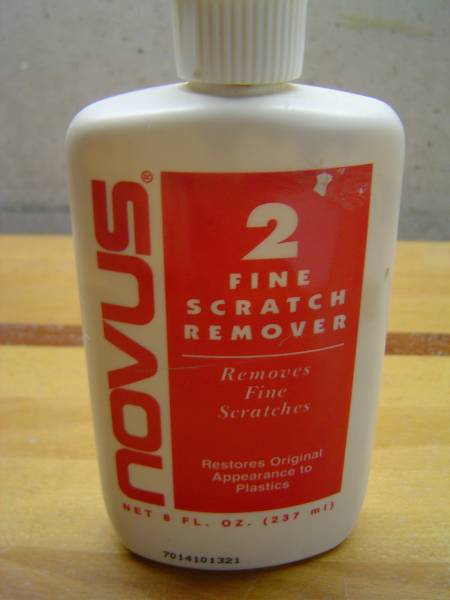 NOVUS®
2
FINE
SCRATCH
REMOVER
Removes
Fine
Scratches
Restores Original
Appearance to
Plastics
NET 8 FL. OZ. (237 ml)
7014101321